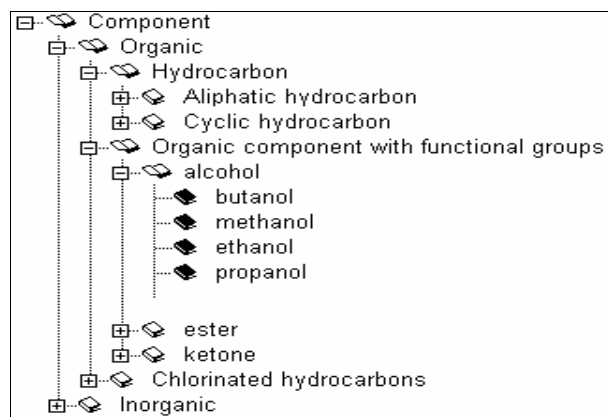 Component
Organic
Hydrocarbon
Aliphatic hydrocarbon
Cyclic hydrocarbon
Organic component with functional groups
alcohol
butanol
methanol
ethanol
propanol
ester
ketone
Chlorinated hydrocarbons
Inorganic